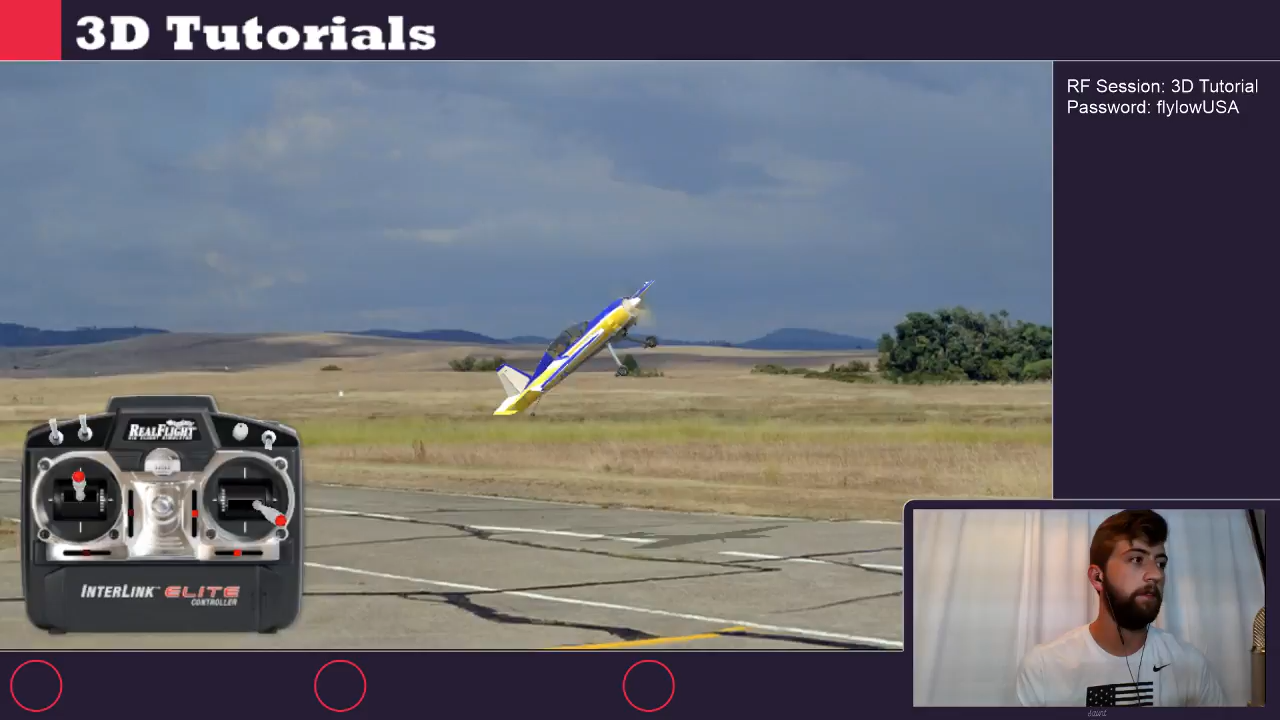 3D Tutorials
RF Session: 3D Tutorial
Password: flylowUSA
REALFLIGHT
INTERLINK ELITE
CONTROLLER